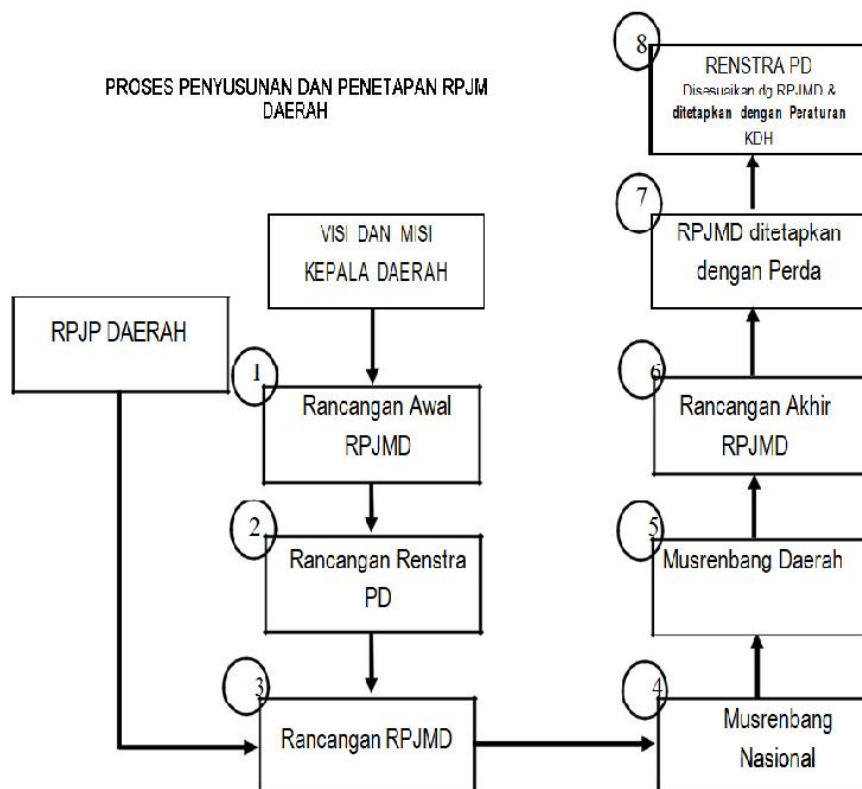 PROSES PENYUSUNAN DAN PENETAPAN RPJM
DAERAH
VISI DAN MISI
KEPALA DAERAH
RPJP DAERAH
1
Rancangan Awal
RPJMD
2
Rancangan Renstra
PD
3
Rancangan RPJMD
4
Musrenbang
Nasional
5
Musrenbang Daerah
6
Rancangan Akhir
RPJMD
7
RPJMD ditetapkan
dengan Perda
8
RENSTRA PD
Disesuaikan dg RPJMD &
ditetapkan dengan Peraturan
KDH